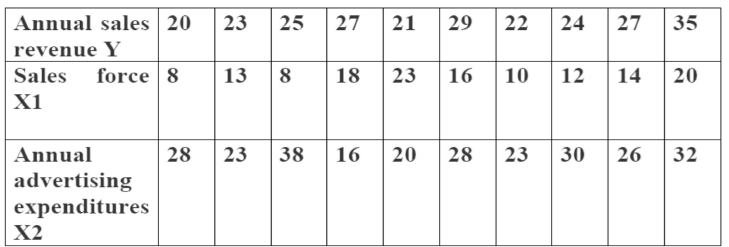 Annual sales 20 23 25 27 21 29 22 24 27 35
revenue Y
Sales force 8 13 8 18 23 16 10 12 14 20
X1
Annual 28 23 38 16 20 28 23 30 26 32
advertising
expenditures
X2